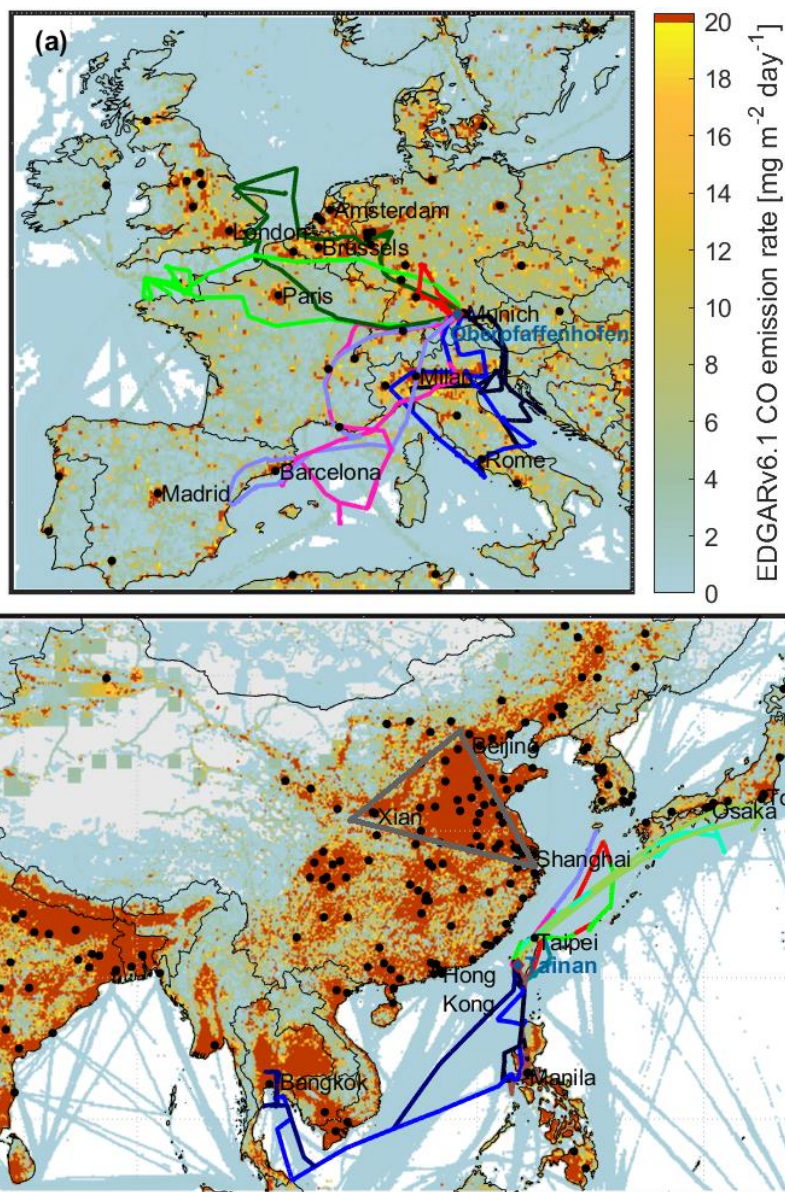 (a)
20
18
16
14
12
10
8
6
4
2
0
EDGARv6.1 CO emission rate [mg m⁻² day⁻¹]
Amsterdam
London
Brussels
Paris
Munich
Oberpfaffenhofen
Milan
Rome
Barcelona
Madrid
Beijing
Xian
Osaka
To
Shanghai
Taipei
Tainan
Hong
Kong
Bangkok
Manila